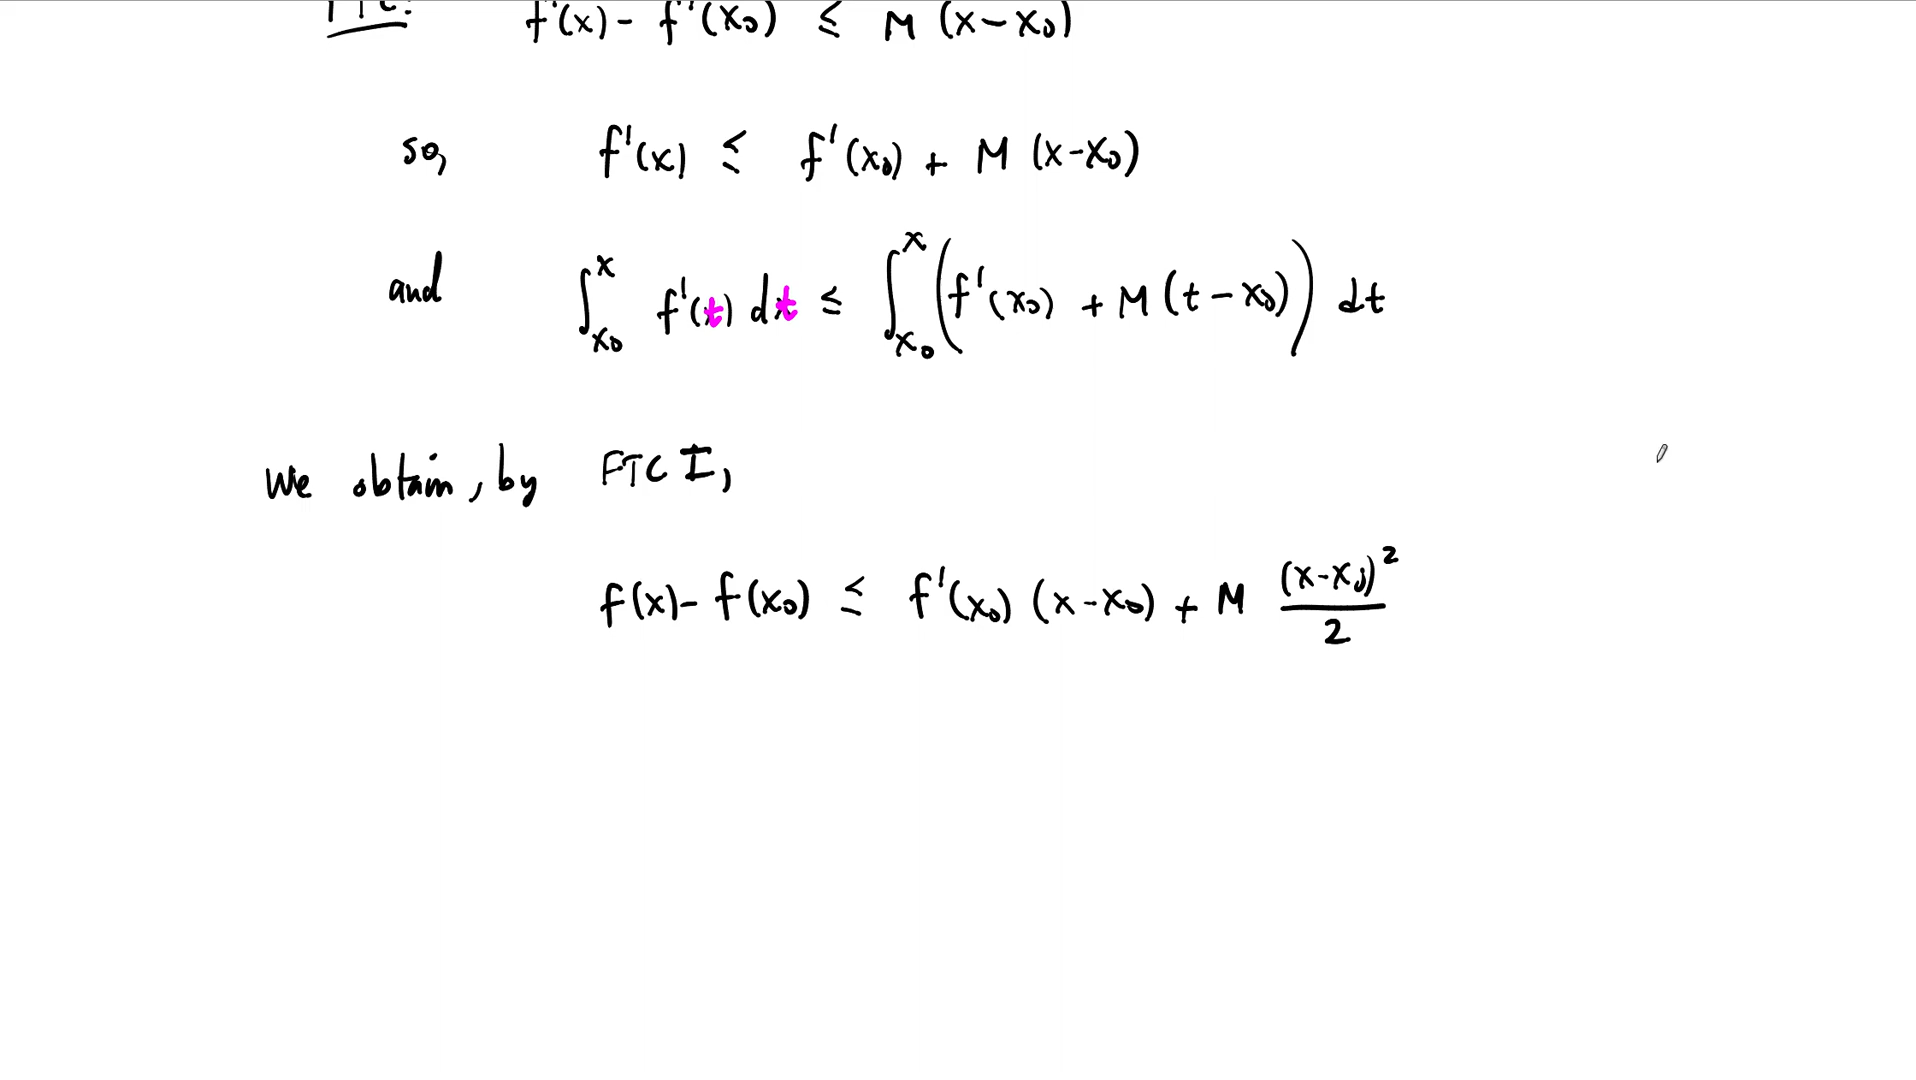 FTC: f'(x) - f'(x₀) ≤ M (x-x₀)
so, f'(x) ≤ f'(x₀) + M (x-x₀)
and ∫_{x₀}^{x} f'(t) dt ≤ ∫_{x₀}^{x} (f'(x₀) + M (t-x₀)) dt
We obtain, by FTC I,
f(x) - f(x₀) ≤ f'(x₀) (x-x₀) + M (x-x₀)²/2